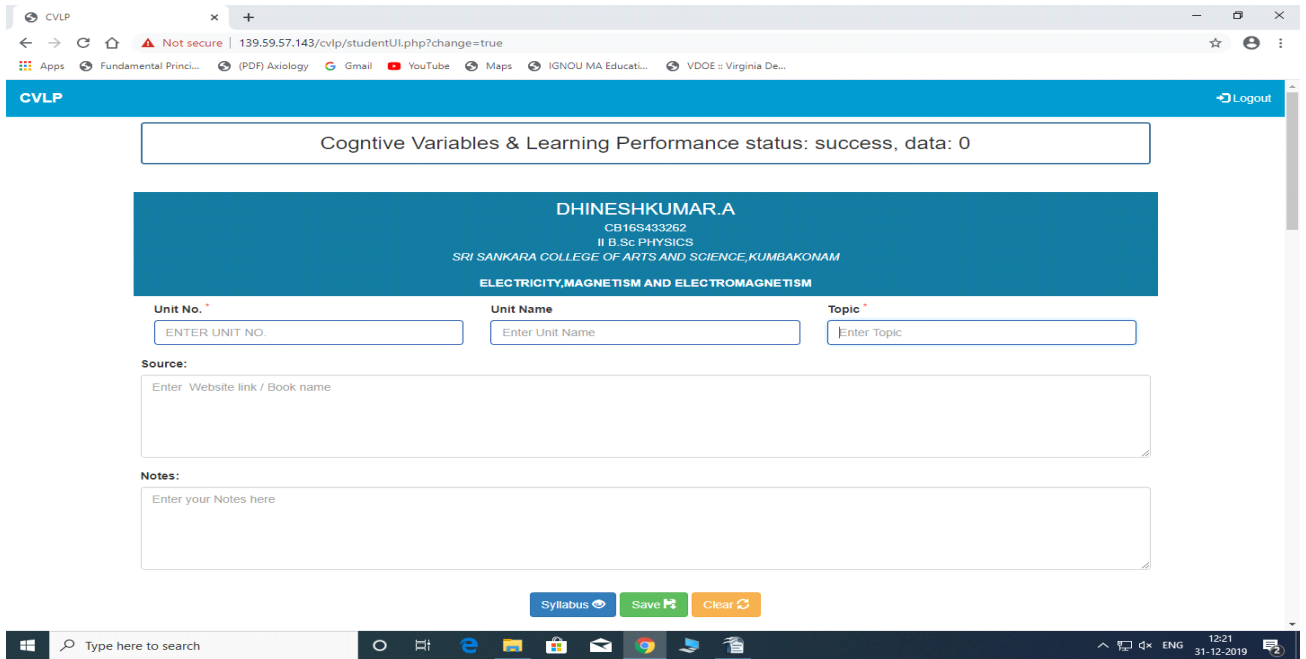 CVLP
Not secure | 139.59.57.143/cvlp/studentUI.php?change=true
Apps Fundamental Princi... (PDF) Axiology Gmail YouTube Maps IGNOU MA Educati... VDOE :: Virginia De...
CVLP Logout
Cogntive Variables & Learning Performance status: success, data: 0
DHINESHKUMAR.A
CB16S433262
II B.Sc PHYSICS
SRI SANKARA COLLEGE OF ARTS AND SCIENCE,KUMBAKONAM
ELECTRICITY,MAGNETISM AND ELECTROMAGNETISM
Unit No. * Unit Name Topic *
ENTER UNIT NO. Enter Unit Name Enter Topic
Source:
Enter Website link / Book name
Notes:
Enter your Notes here
Syllabus Save Clear
Type here to search ENG 12:21
31-12-2019 2